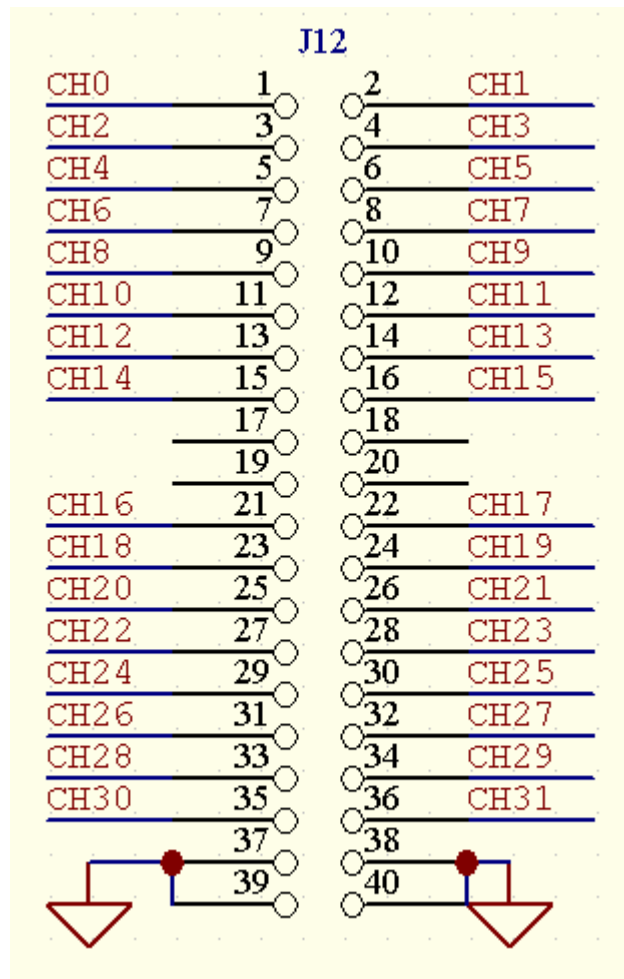 J12
CH0 1 2 CH1
CH2 3 4 CH3
CH4 5 6 CH5
CH6 7 8 CH7
CH8 9 10 CH9
CH10 11 12 CH11
CH12 13 14 CH13
CH14 15 16 CH15
17 18
19 20
CH16 21 22 CH17
CH18 23 24 CH19
CH20 25 26 CH21
CH22 27 28 CH23
CH24 29 30 CH25
CH26 31 32 CH27
CH28 33 34 CH29
CH30 35 36 CH31
37 38
39 40